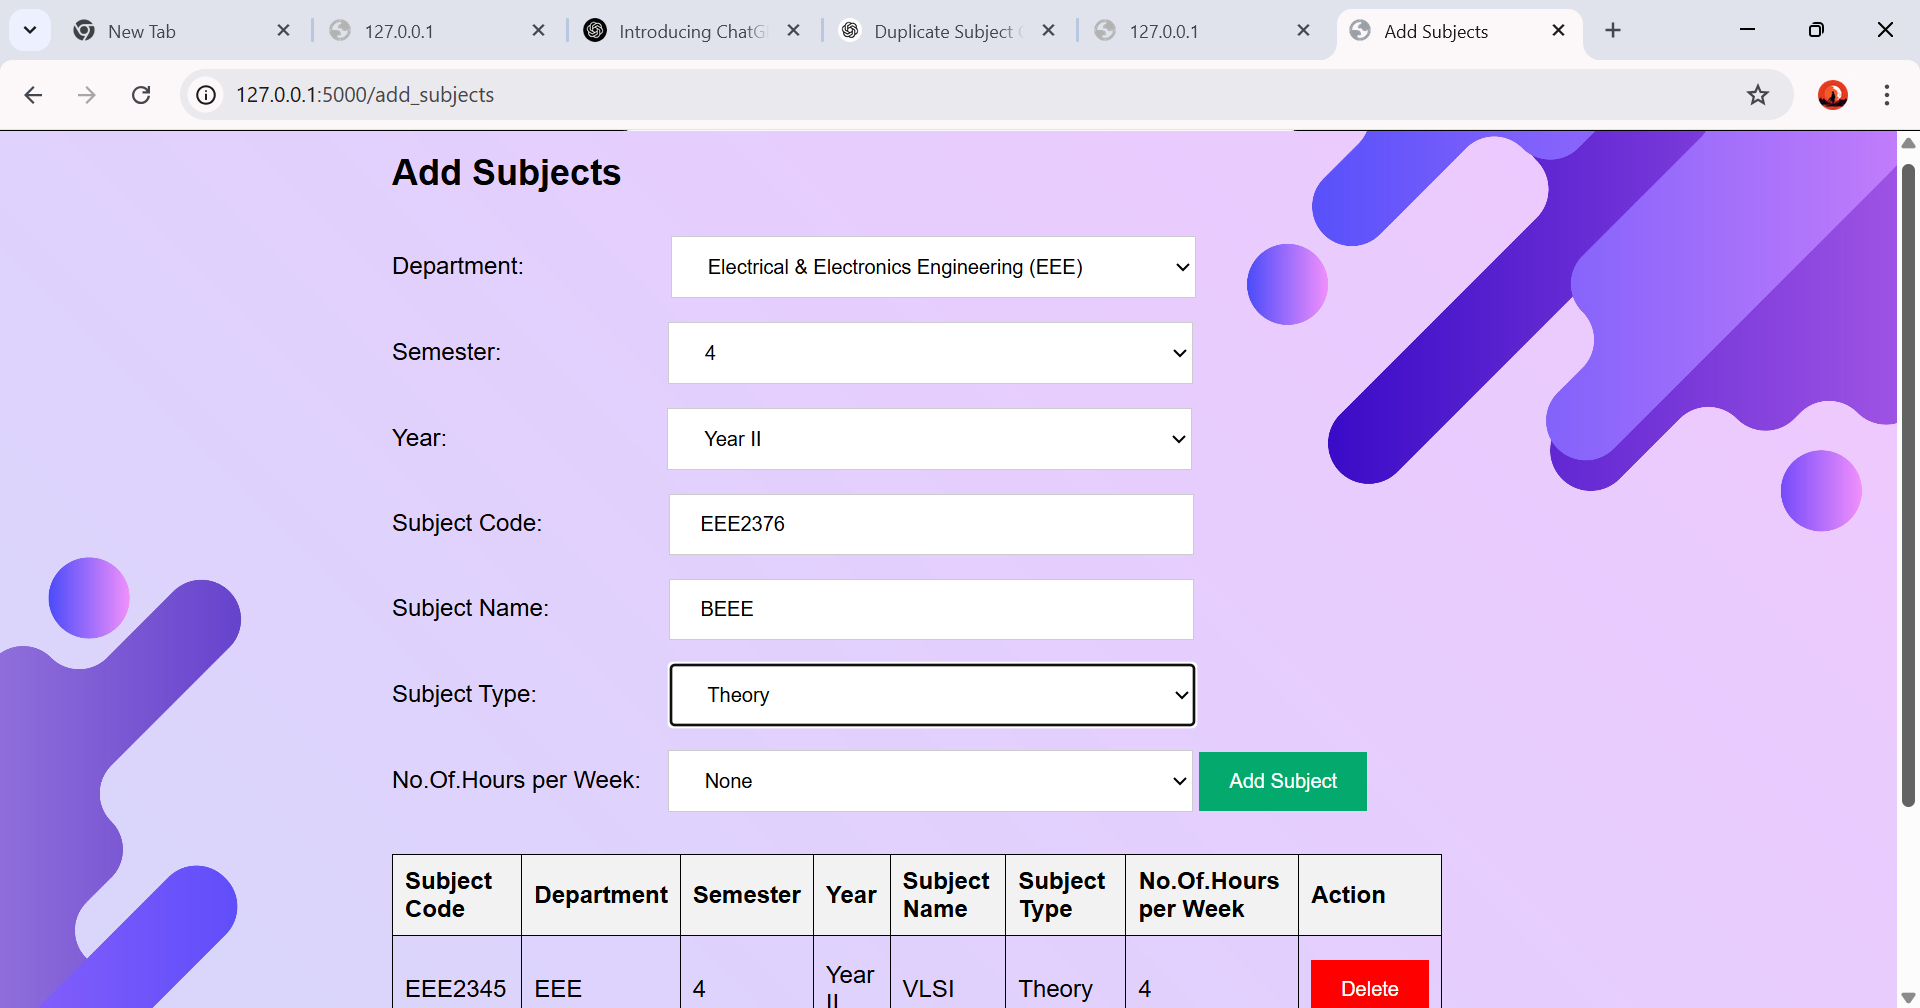 New Tab
127.0.0.1
Introducing ChatG
Duplicate Subject
127.0.0.1
Add Subjects
127.0.0.1:5000/add_subjects
Add Subjects
Department: Electrical & Electronics Engineering (EEE)
Semester: 4
Year: Year II
Subject Code: EEE2376
Subject Name: BEEE
Subject Type: Theory
No.Of.Hours per Week: None Add Subject
Subject Code
Department
Semester
Year
Subject Name
Subject Type
No.Of.Hours per Week
Action
EEE2345
EEE
4
Year II
VLSI
Theory
4
Delete